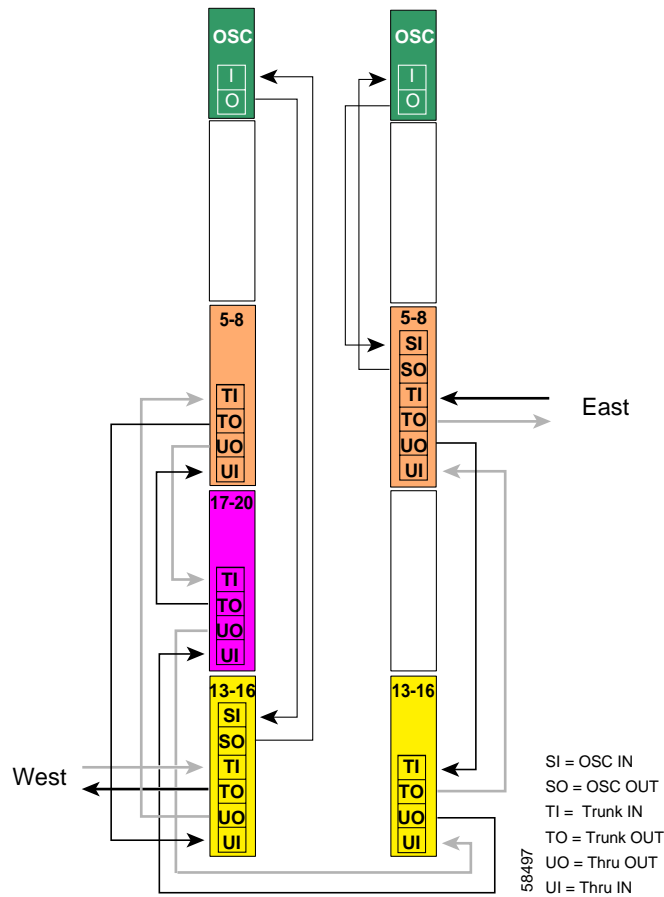 OSC
I
O
5-8
TI
TO
UO
UI
17-20
TI
TO
UO
UI
13-16
SI
SO
TI
TO
UO
UI
West
OSC
I
O
5-8
SI
SO
TI
TO
UO
UI
East
13-16
TI
TO
UO
UI
SI = OSC IN
SO = OSC OUT
TI = Trunk IN
TO = Trunk OUT
UO = Thru OUT
UI = Thru IN
58497